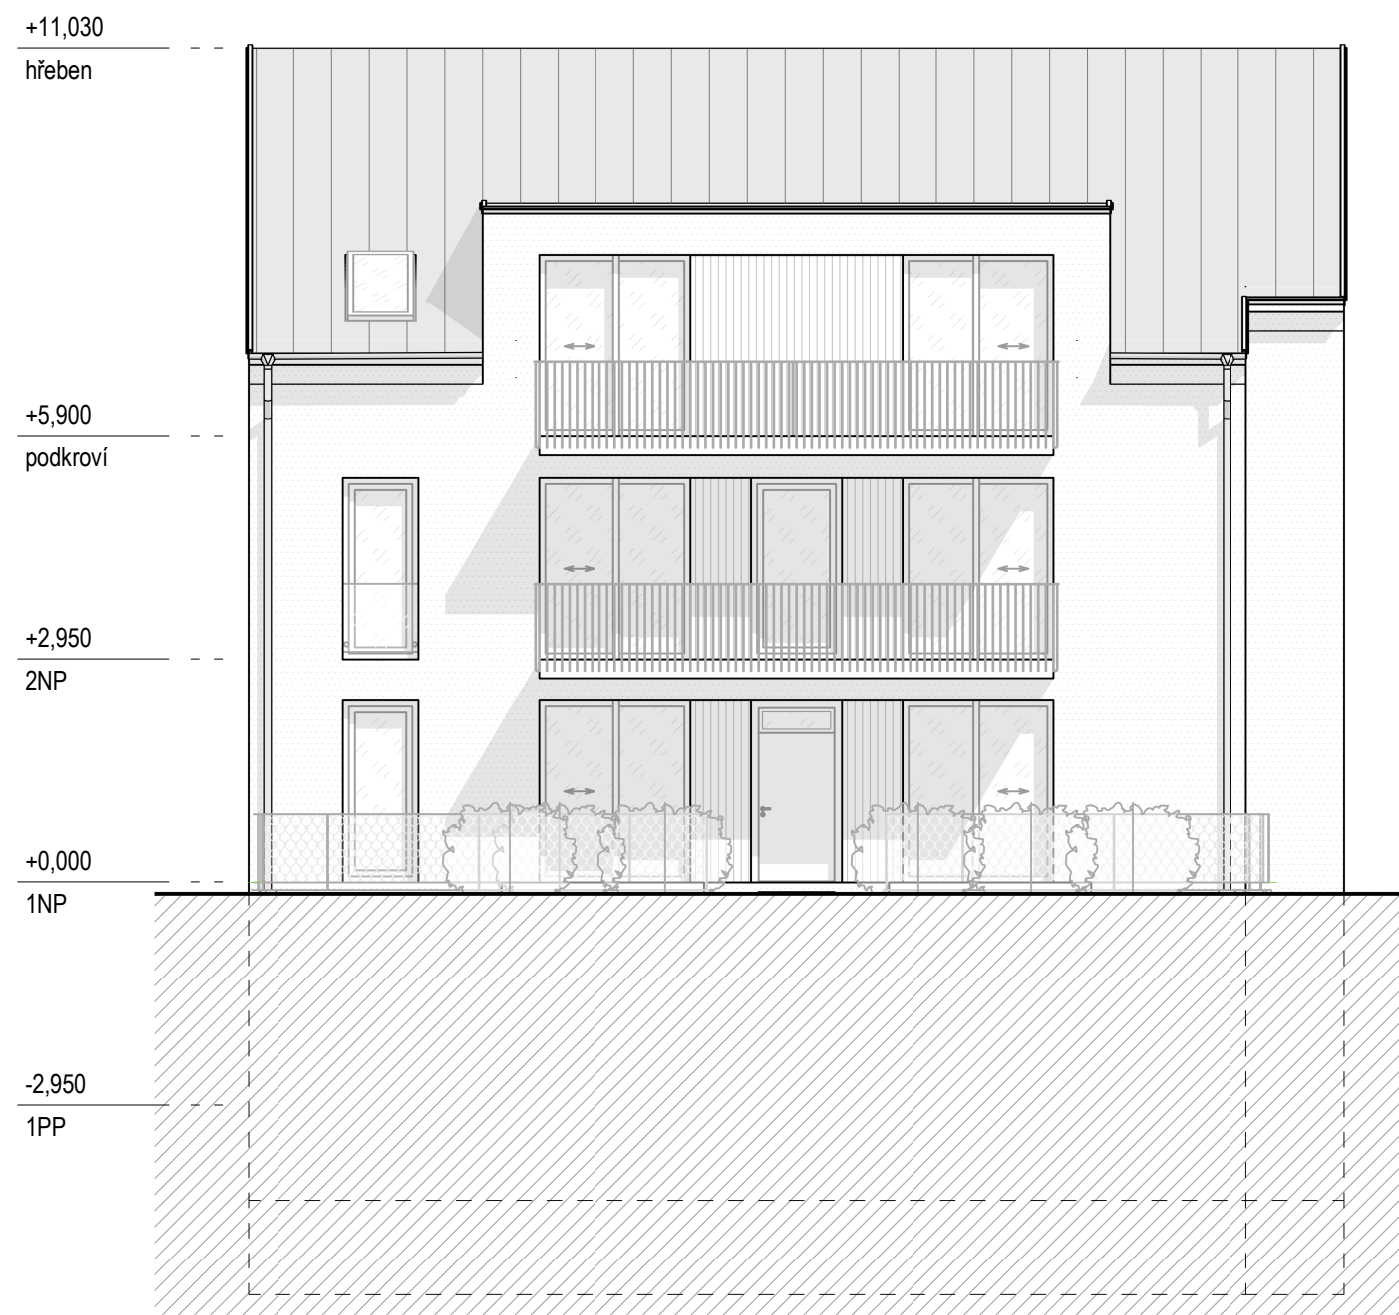 +11,030
hřeben
+5,900
podkroví
+2,950
2NP
+0,000
1NP
-2,950
1PP